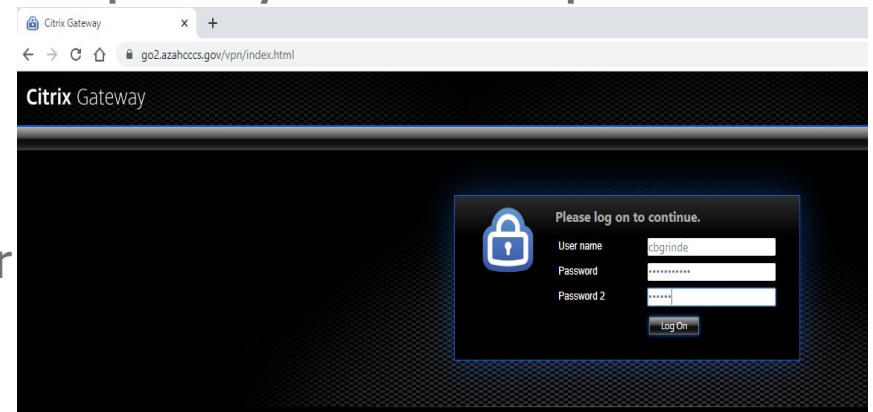 Citrix Gateway
go2.azahcccs.gov/vpn/index.html
Citrix Gateway
Please log on to continue.
User name cbgrinde
Password •••••••••••
Password 2 ••••••
Log On
r